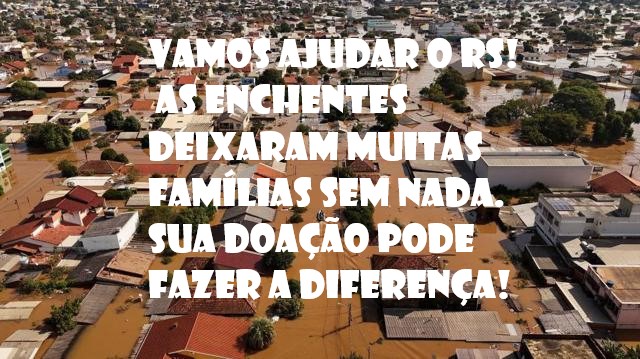 VAMOS AJUDAR O RS!
AS ENCHENTES
DEIXARAM MUITAS
FAMÍLIAS SEM NADA.
SUA DOAÇÃO PODE
FAZER A DIFERENÇA!